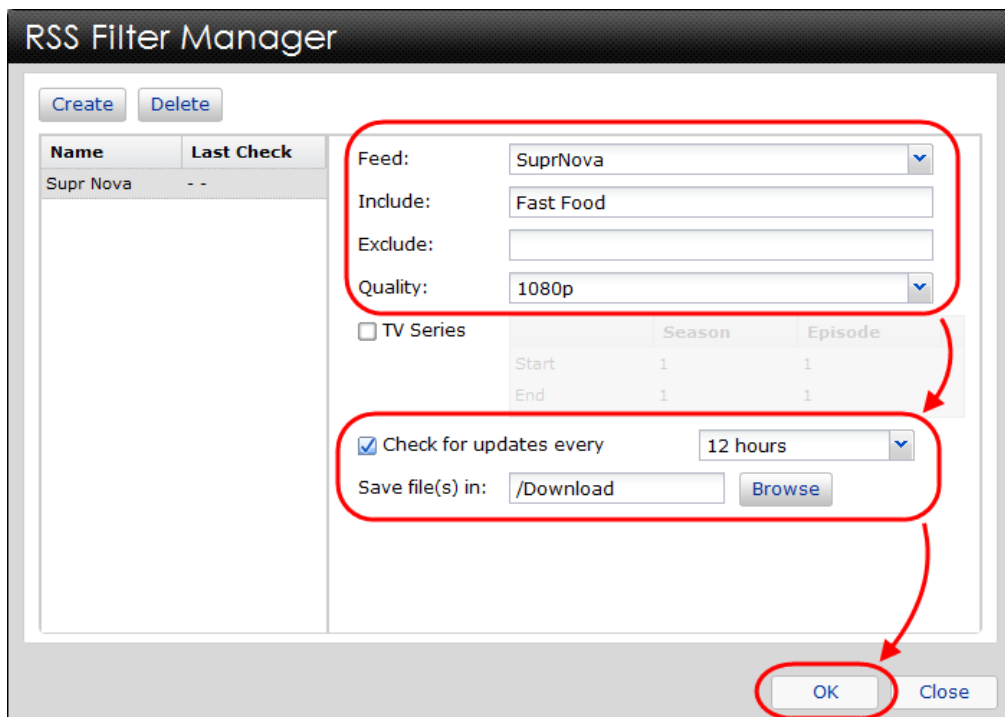 RSS Filter Manager
Create Delete
Name Last Check
Supr Nova - -
Feed: SuprNova
Include: Fast Food
Exclude:
Quality: 1080p
TV Series Season Episode
Start 1 1
End 1 1
Check for updates every 12 hours
Save file(s) in: /Download Browse
OK Close